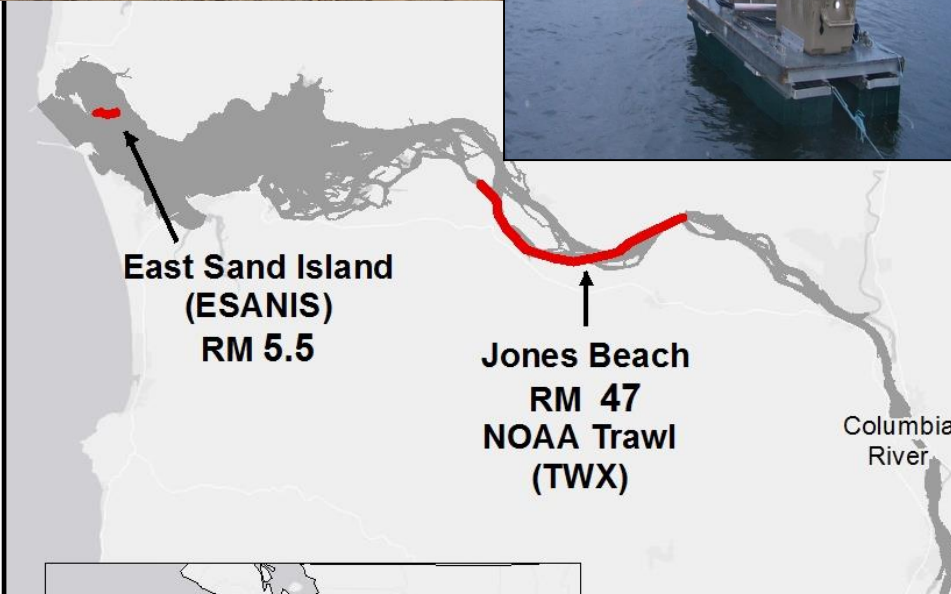 East Sand Island
(ESANIS)
RM 5.5
Jones Beach
RM 47
NOAA Trawl
(TWX)
Columbia
River